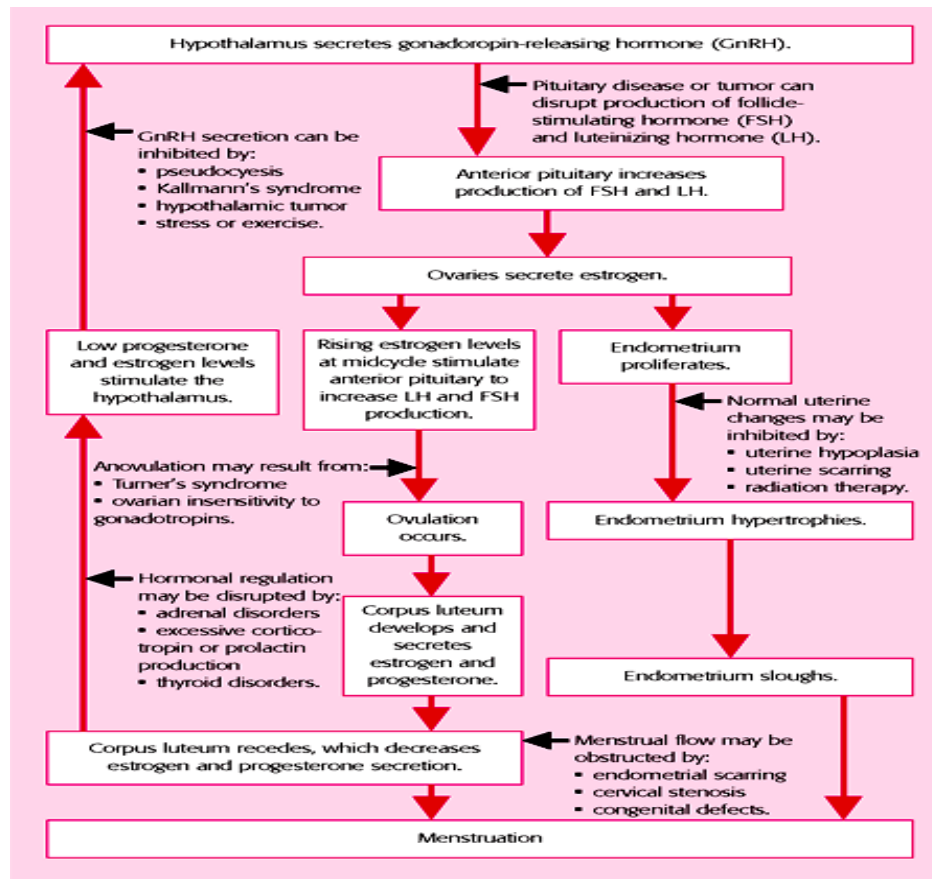 Hypothalamus secretes gonadoropin-releasing hormone (GnRH).
Pituitary disease or tumor can
disrupt production of follicle-
stimulating hormone (FSH)
and luteinizing hormone (LH).
GnRH secretion can be
inhibited by:
• pseudocyesis
• Kallmann's syndrome
• hypothalamic tumor
• stress or exercise.
Anterior pituitary increases
production of FSH and LH.
Ovaries secrete estrogen.
Low progesterone
and estrogen levels
stimulate the
hypothalamus.
Rising estrogen levels
at midcycle stimulate
anterior pituitary to
increase LH and FSH
production.
Endometrium
proliferates.
Normal uterine
changes may be
inhibited by:
• uterine hypoplasia
• uterine scarring
• radiation therapy.
Anovulation may result from:
• Turner's syndrome
• ovarian insensitivity to
gonadotropins.
Ovulation
occurs.
Endometrium hypertrophies.
Hormonal regulation
may be disrupted by:
• adrenal disorders
• excessive cortico-
tropin or prolactin
production
• thyroid disorders.
Corpus luteum
develops and
secretes
estrogen and
progesterone.
Endometrium sloughs.
Corpus luteum recedes, which decreases
estrogen and progesterone secretion.
Menstrual flow may be
obstructed by:
• endometrial scarring
• cervical stenosis
• congenital defects.
Menstruation